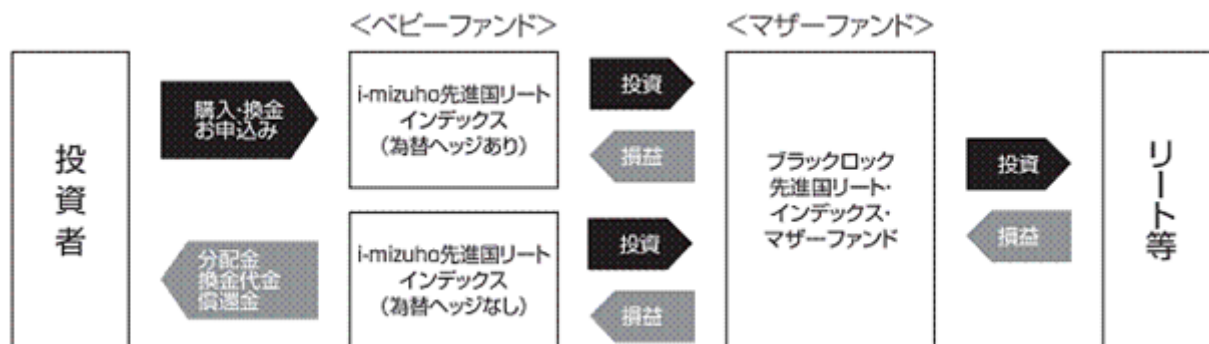 <ベビーファンド>
<マザーファンド>
投資者
購入・換金
お申込み
分配金
換金代金
償還金
i-mizuho先進国リート
インデックス
（為替ヘッジあり）
i-mizuho先進国リート
インデックス
（為替ヘッジなし）
投資
損益
投資
損益
ブラックロック
先進国リート・
インデックス・
マザーファンド
投資
損益
リート等